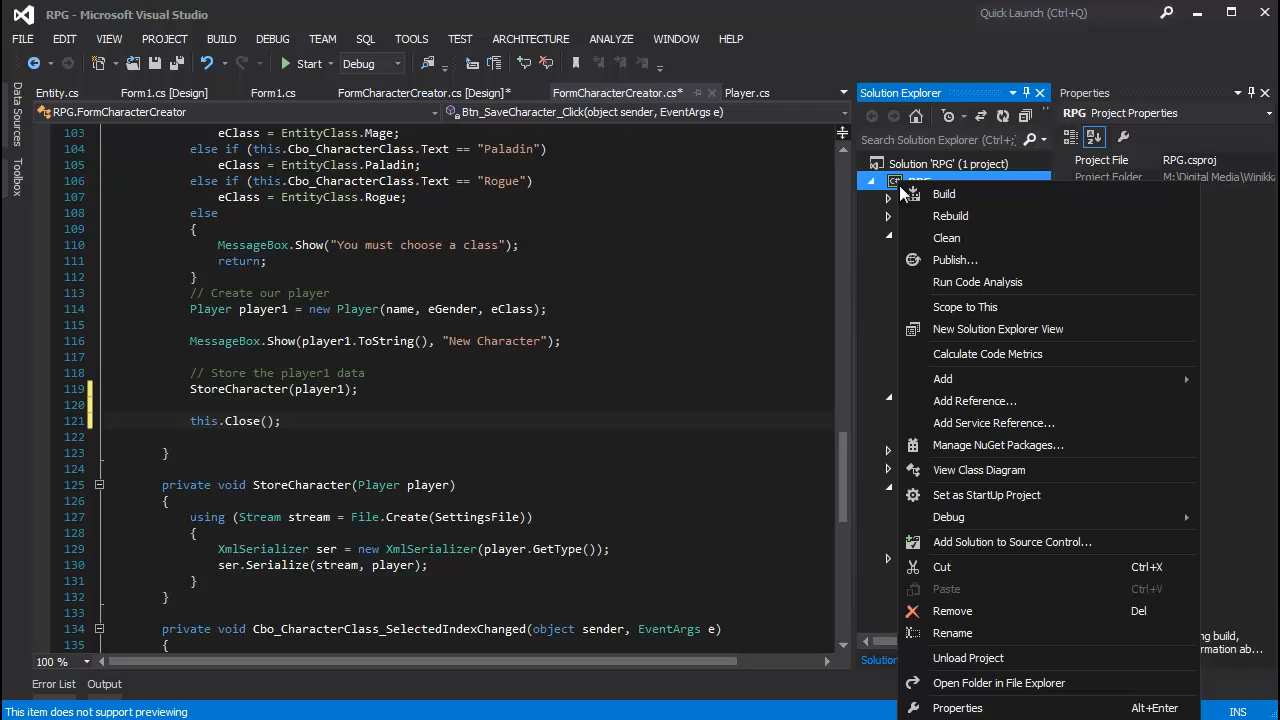 RPG - Microsoft Visual Studio
Quick Launch (Ctrl+Q)
FILE EDIT VIEW PROJECT BUILD DEBUG TEAM SQL TOOLS TEST ARCHITECTURE ANALYZE WINDOW HELP
Start Debug
Data Sources
Toolbox
Entity.cs Form1.cs [Design] Form1.cs FormCharacterCreator.cs [Design]* FormCharacterCreator.cs* Player.cs
RPG.FormCharacterCreator Btn_SaveCharacter_Click(object sender, EventArgs e)
103 eClass = EntityClass.Mage;
104 else if (this.Cbo_CharacterClass.Text == "Paladin")
105 eClass = EntityClass.Paladin;
106 else if (this.Cbo_CharacterClass.Text == "Rogue")
107 eClass = EntityClass.Rogue;
108 else
109 {
110 MessageBox.Show("You must choose a class");
111 return;
112 }
113 // Create our player
114 Player player1 = new Player(name, eGender, eClass);
115
116 MessageBox.Show(player1.ToString(), "New Character");
117
118 // Store the player1 data
119 StoreCharacter(player1);
120
121 this.Close();
122
123 }
124
125 private void StoreCharacter(Player player)
126 {
127 using (Stream stream = File.Create(SettingsFile))
128 {
129 XmlSerializer ser = new XmlSerializer(player.GetType());
130 ser.Serialize(stream, player);
131 }
132 }
133
134 private void Cbo_CharacterClass_SelectedIndexChanged(object sender, EventArgs e)
135 {
100 %
Error List Output
This item does not support previewing
INS
Solution Explorer
Search Solution Explorer (Ctrl+;)
Solution 'RPG' (1 project)
C# RPG
Solution
Properties
RPG Project Properties
Project File RPG.csproj
Project Folder M:\Digital Media\Winikk
Build
Rebuild
Clean
Publish...
Run Code Analysis
Scope to This
New Solution Explorer View
Calculate Code Metrics
Add
Add Reference...
Add Service Reference...
Manage NuGet Packages...
View Class Diagram
Set as StartUp Project
Debug
Add Solution to Source Control...
Cut Ctrl+X
Paste Ctrl+V
Remove Del
Rename
Unload Project
Open Folder in File Explorer
Properties Alt+Enter
ng build,
ormation ab...